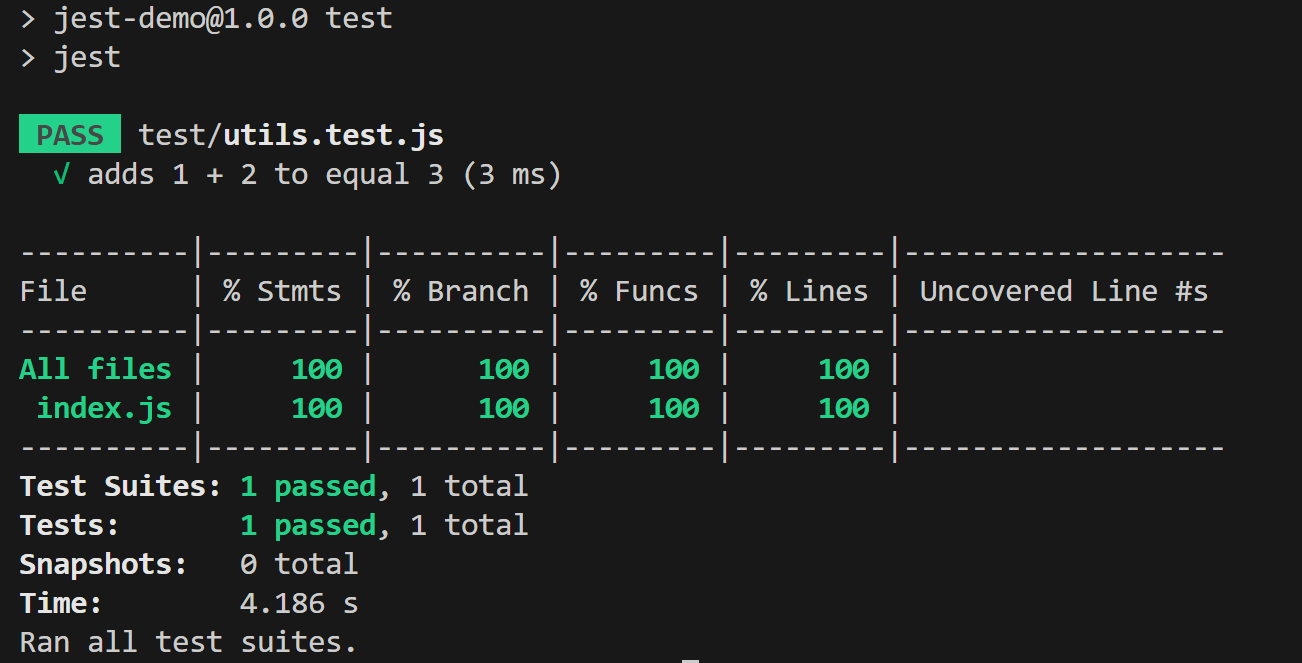 > jest-demo@1.0.0 test
> jest
PASS test/utils.test.js
√ adds 1 + 2 to equal 3 (3 ms)
----------|---------|----------|---------|---------|-------------------
File      | % Stmts | % Branch | % Funcs | % Lines | Uncovered Line #s
----------|---------|----------|---------|---------|-------------------
All files |     100 |      100 |     100 |     100 |
 index.js |     100 |      100 |     100 |     100 |
----------|---------|----------|---------|---------|-------------------
Test Suites: 1 passed, 1 total
Tests:       1 passed, 1 total
Snapshots:   0 total
Time:        4.186 s
Ran all test suites.